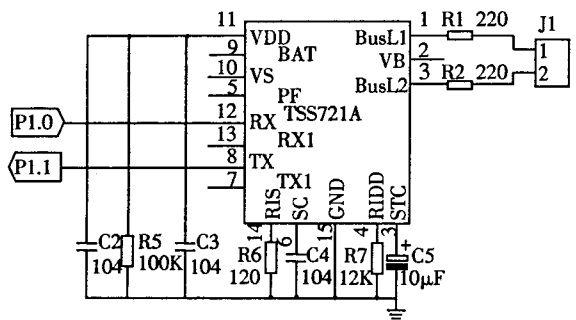 11
VDD
BusL1
1
R1 220
J1
9
BAT
VB
2
1
10
VS
BusL2
3
R2 220
2
5
PF
TSS721A
P1.0
12
RX
13
RX1
P1.1
8
TX
7
TX1
RIS
SC
GND
RIDD
STC
14
6
15
4
3
C2
104
R5
100K
C3
104
R6
120
C4
104
R7
12K
+
C5
10μF